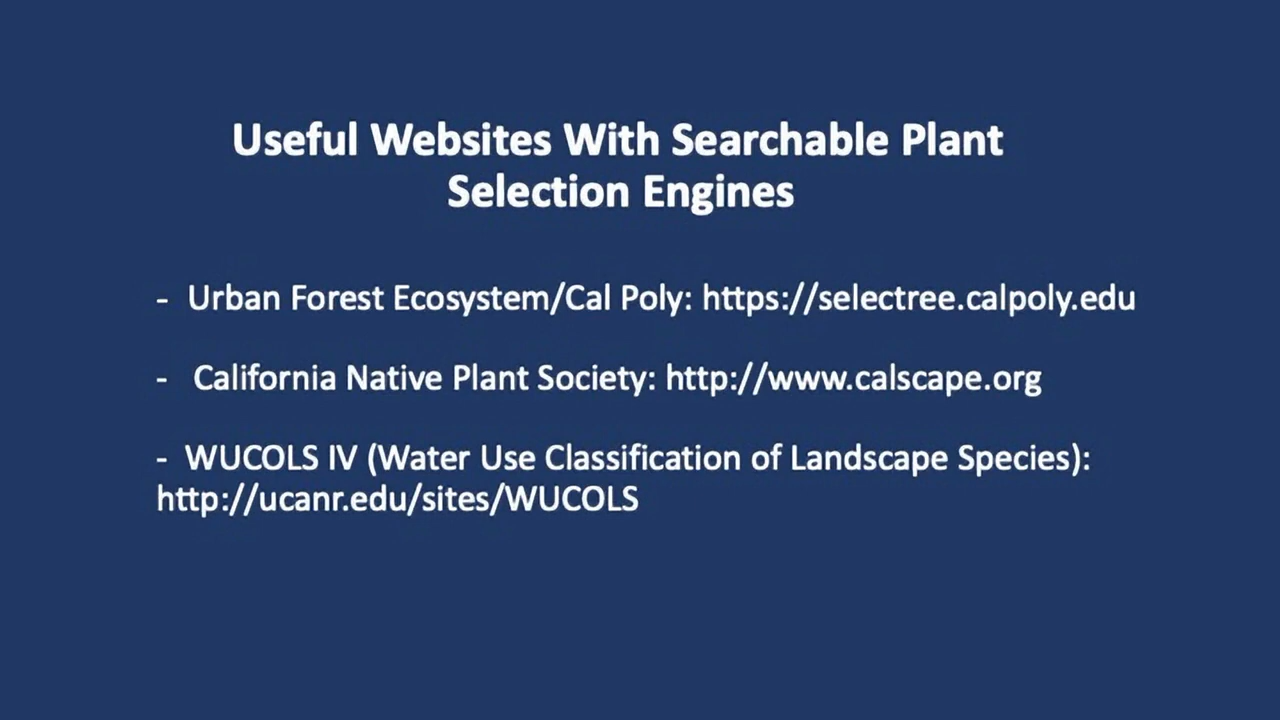 Useful Websites With Searchable Plant
Selection Engines
- Urban Forest Ecosystem/Cal Poly: https://selectree.calpoly.edu
- California Native Plant Society: http://www.calscape.org
- WUCOLS IV (Water Use Classification of Landscape Species):
http://ucanr.edu/sites/WUCOLS